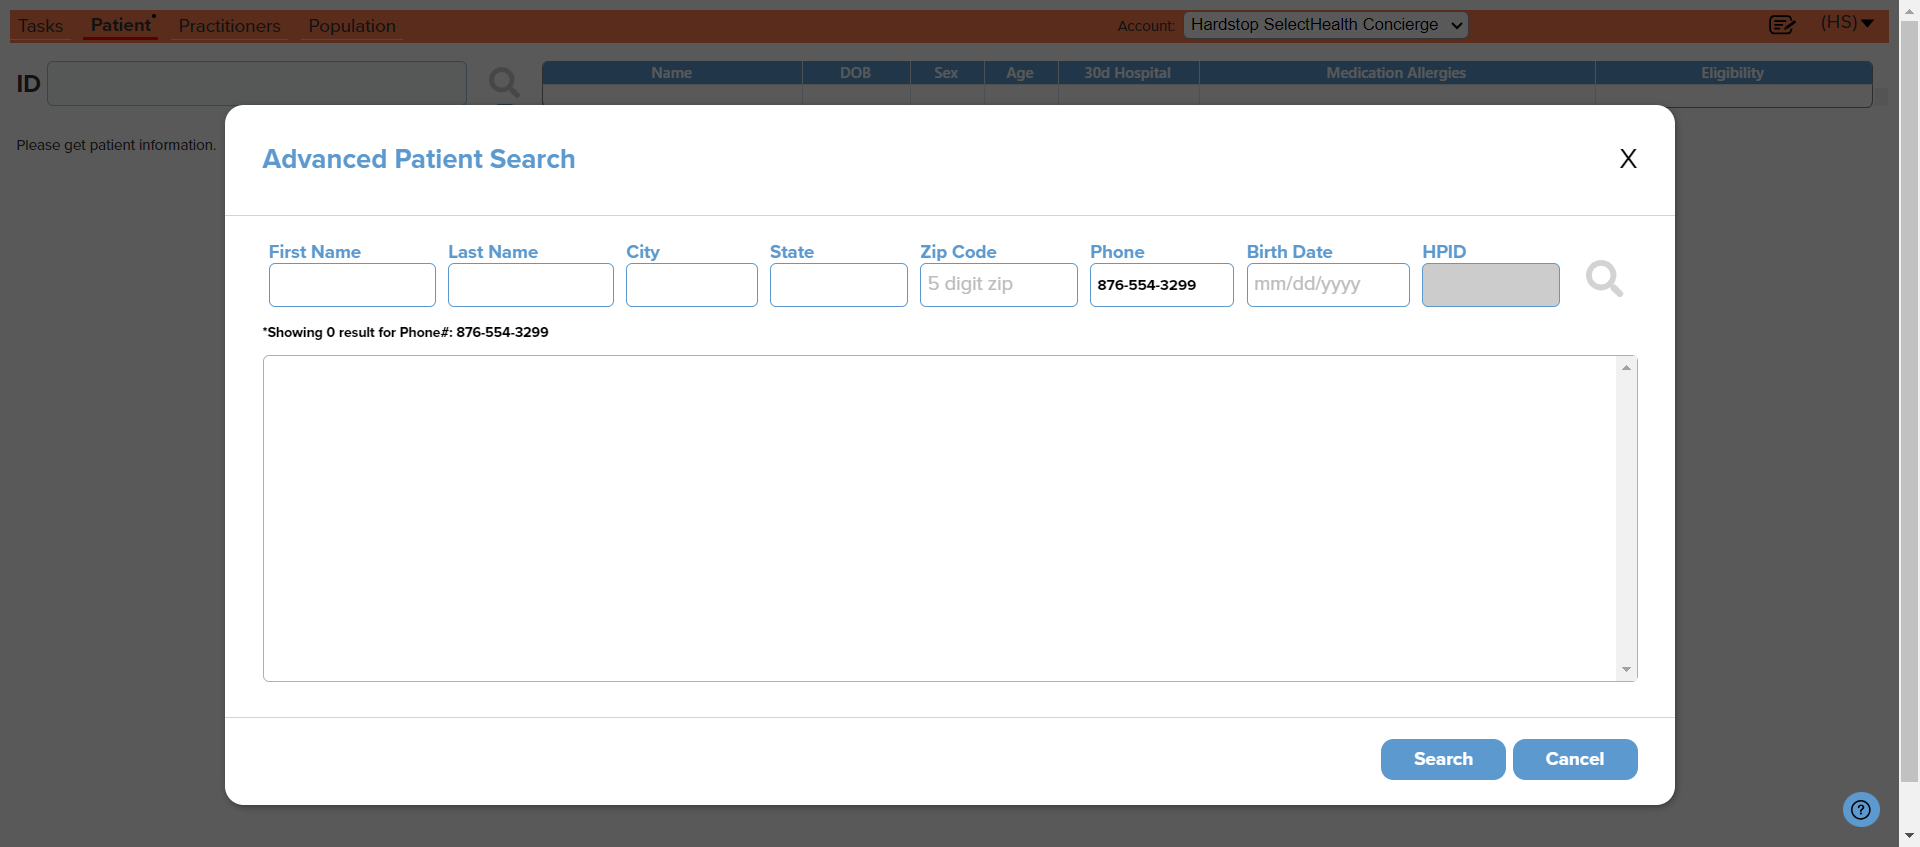 Tasks Patient Practitioners Population Account: Hardstop SelectHealth Concierge (HS)
ID Name DOB Sex Age 30d Hospital Medication Allergies Eligibility
Please get patient information.
Advanced Patient Search X
First Name Last Name City State Zip Code Phone Birth Date HPID
5 digit zip 876-554-3299 mm/dd/yyyy
*Showing 0 result for Phone#: 876-554-3299
Search Cancel
?